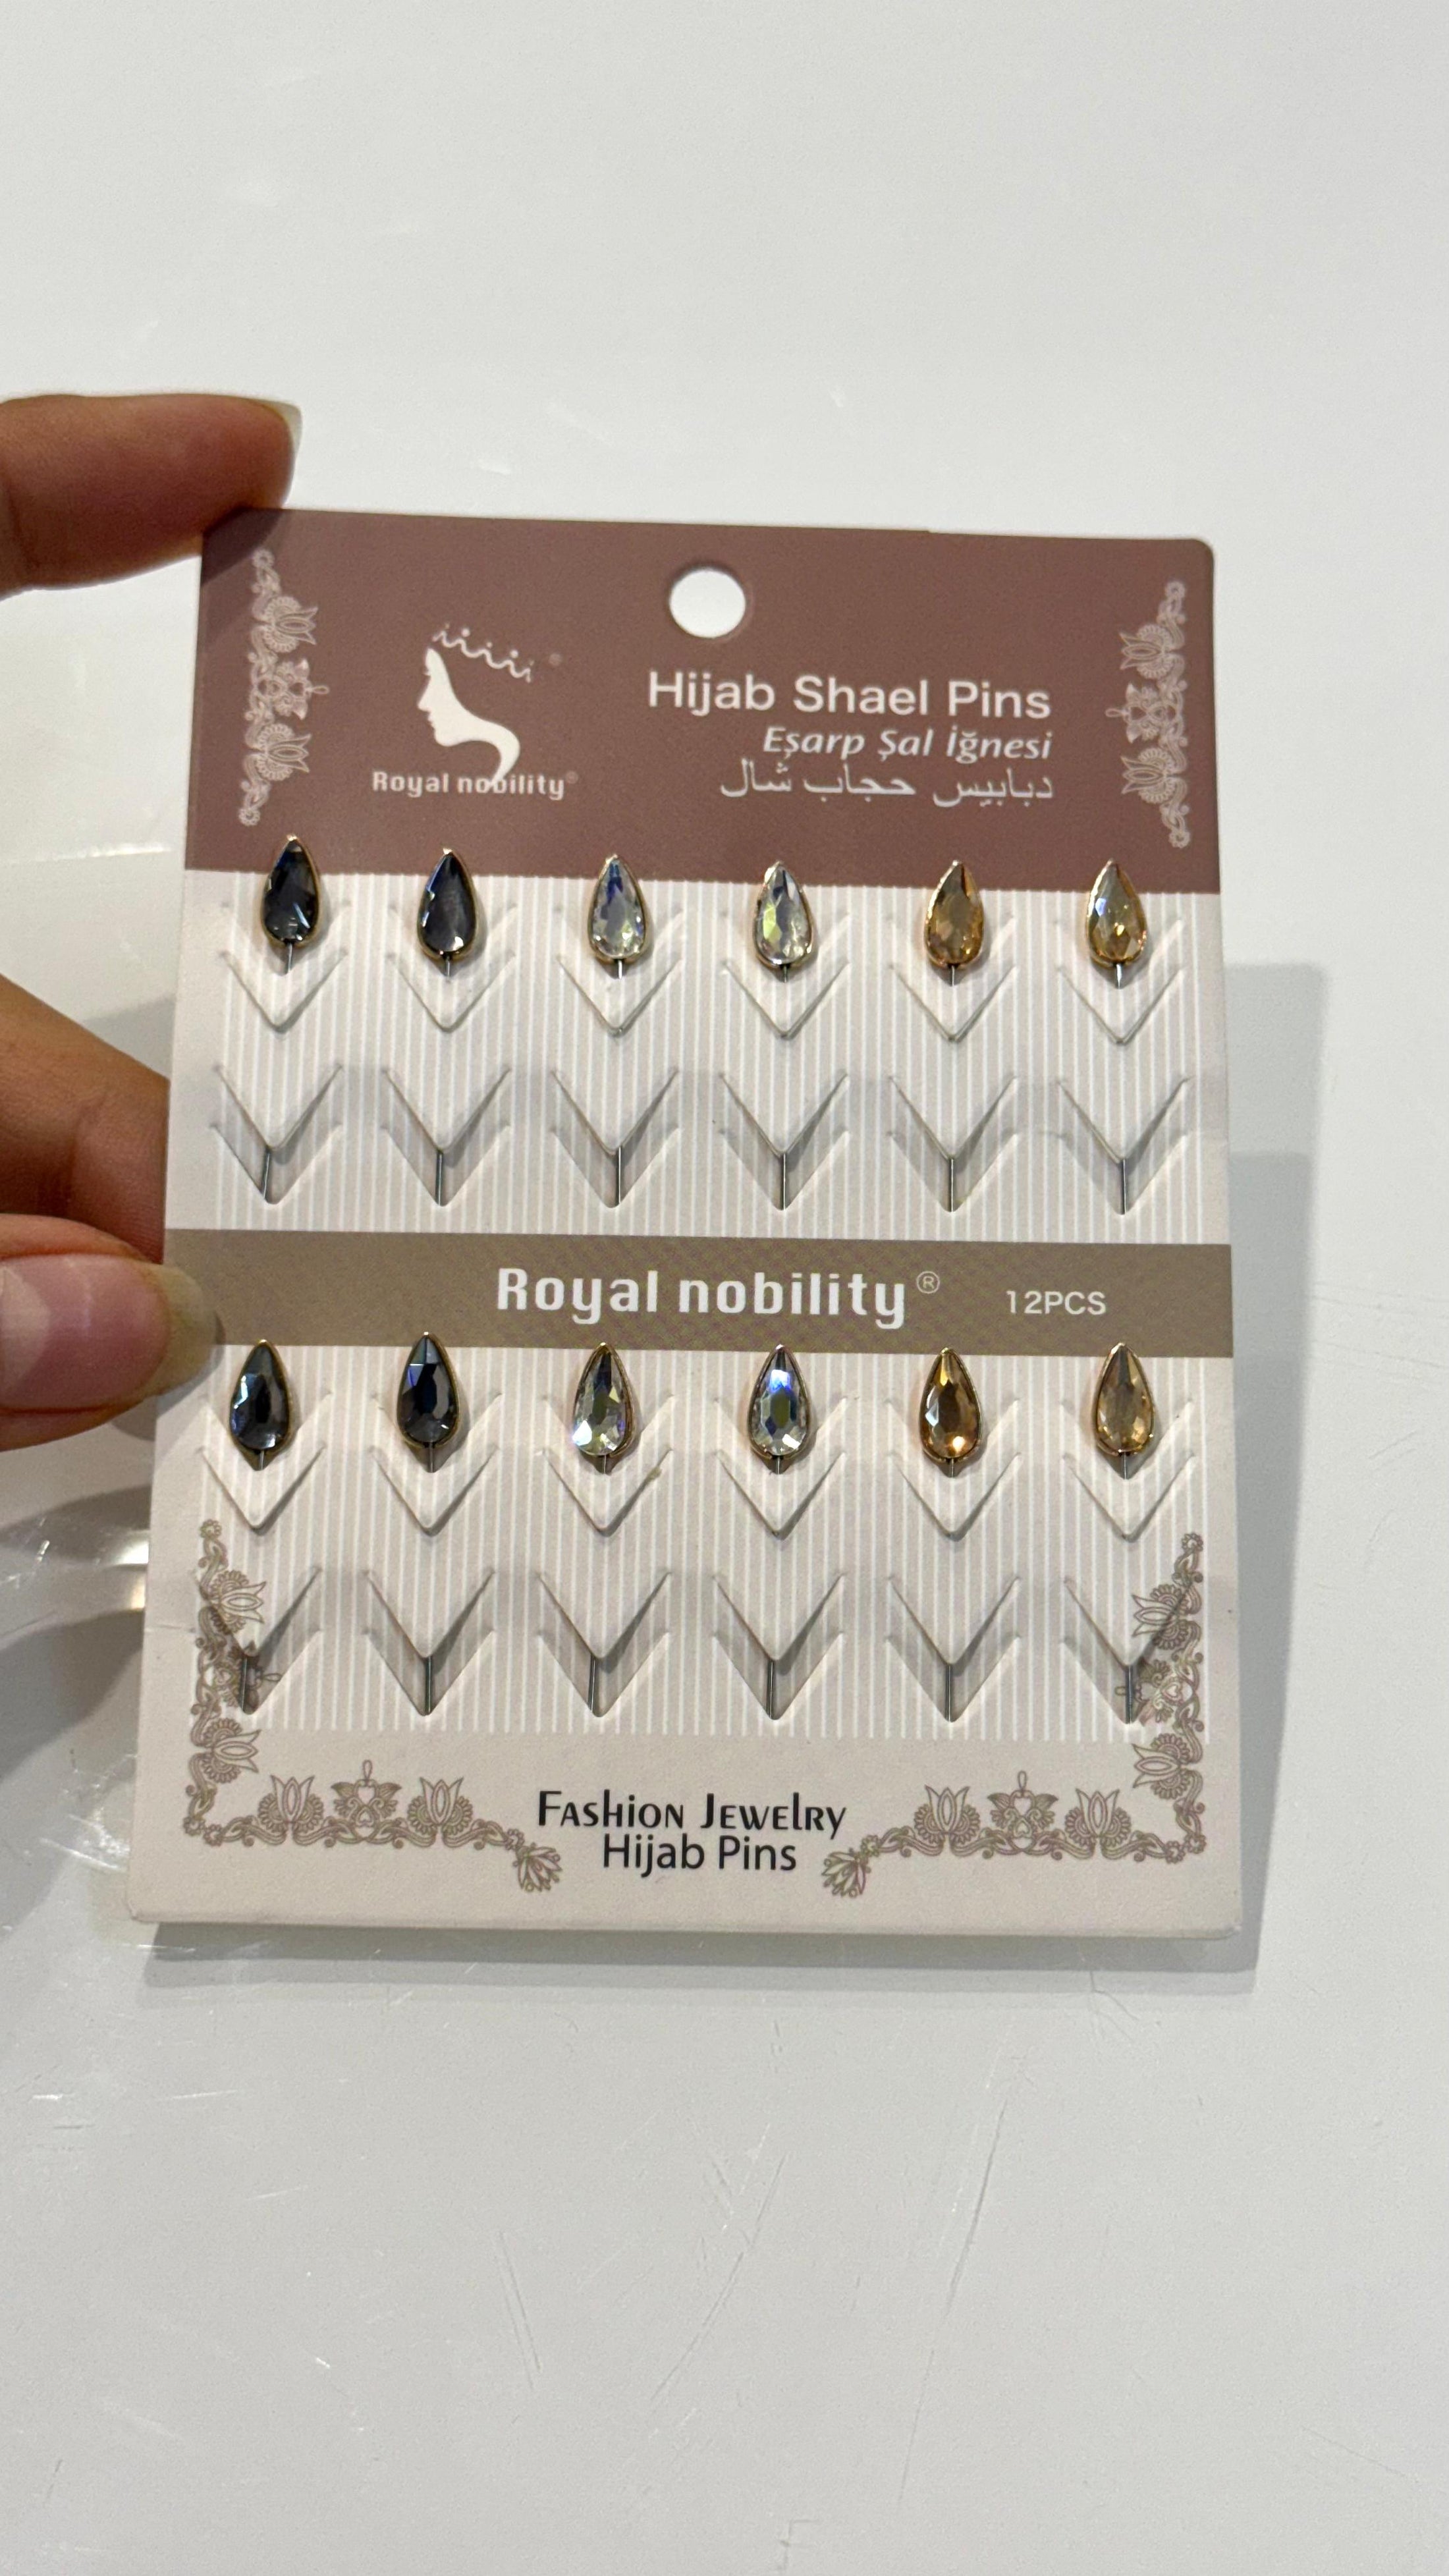 Royal nobility®
Hijab Shael Pins
Eşarp Şal İğnesi
دبابيس حجاب شال
Royal nobility® 12PCS
Fashion Jewelry
Hijab Pins